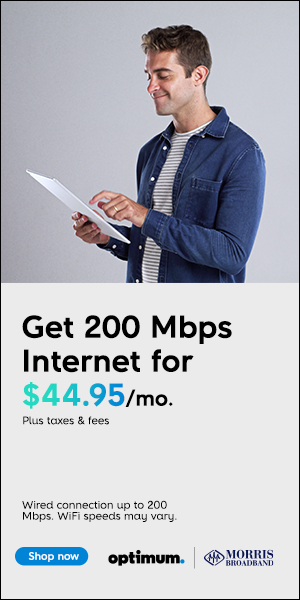 Get 200 Mbps
Internet for
$44.95/mo.
Plus taxes & fees
Wired connection up to 200
Mbps. WiFi speeds may vary.
Shop now
optimum.
MORRIS
BROADBAND